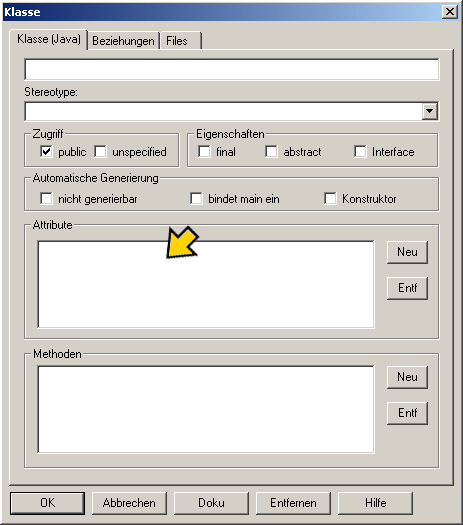 Klasse
Klasse (Java) Beziehungen Files
Stereotype:
Zugriff Eigenschaften
public unspecified final abstract Interface
Automatische Generierung
nicht generierbar bindet main ein Konstruktor
Attribute
Neu
Entf
Methoden
Neu
Entf
OK Abbrechen Doku Entfernen Hilfe